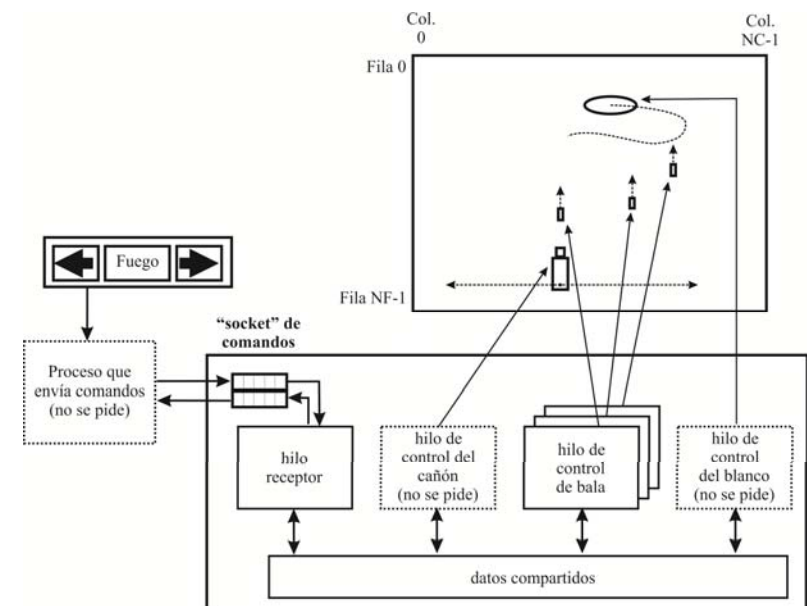 Col.
0
Col.
NC-1
Fila 0
Fuego
Fila NF-1
“socket” de
comandos
Proceso que
envía comandos
(no se pide)
hilo
receptor
hilo de
control del
cañón
(no se pide)
hilo de
control
de bala
hilo de
control
del blanco
(no se pide)
datos compartidos